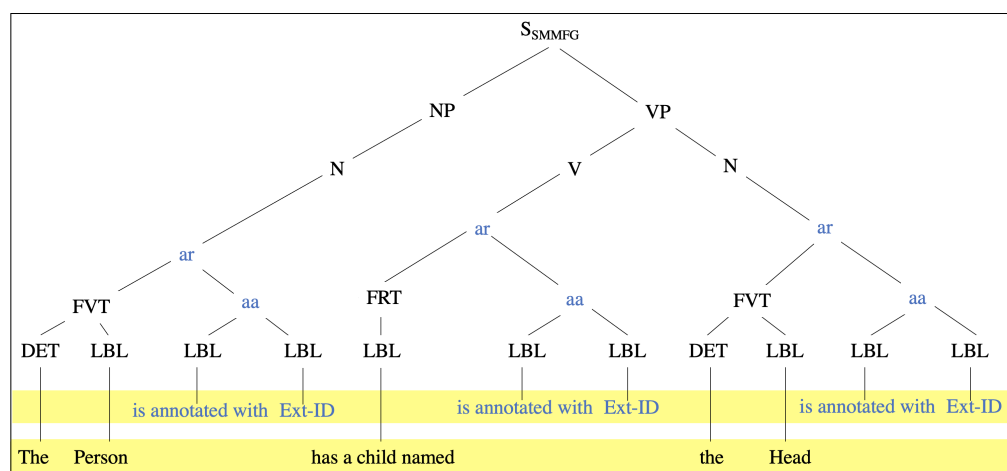 S_SMMFG
NP VP
N V N
ar ar ar
FVT aa FRT aa FVT aa
DET LBL LBL LBL LBL LBL LBL DET LBL LBL LBL
is annotated with Ext-ID is annotated with Ext-ID is annotated with Ext-ID
The Person has a child named the Head